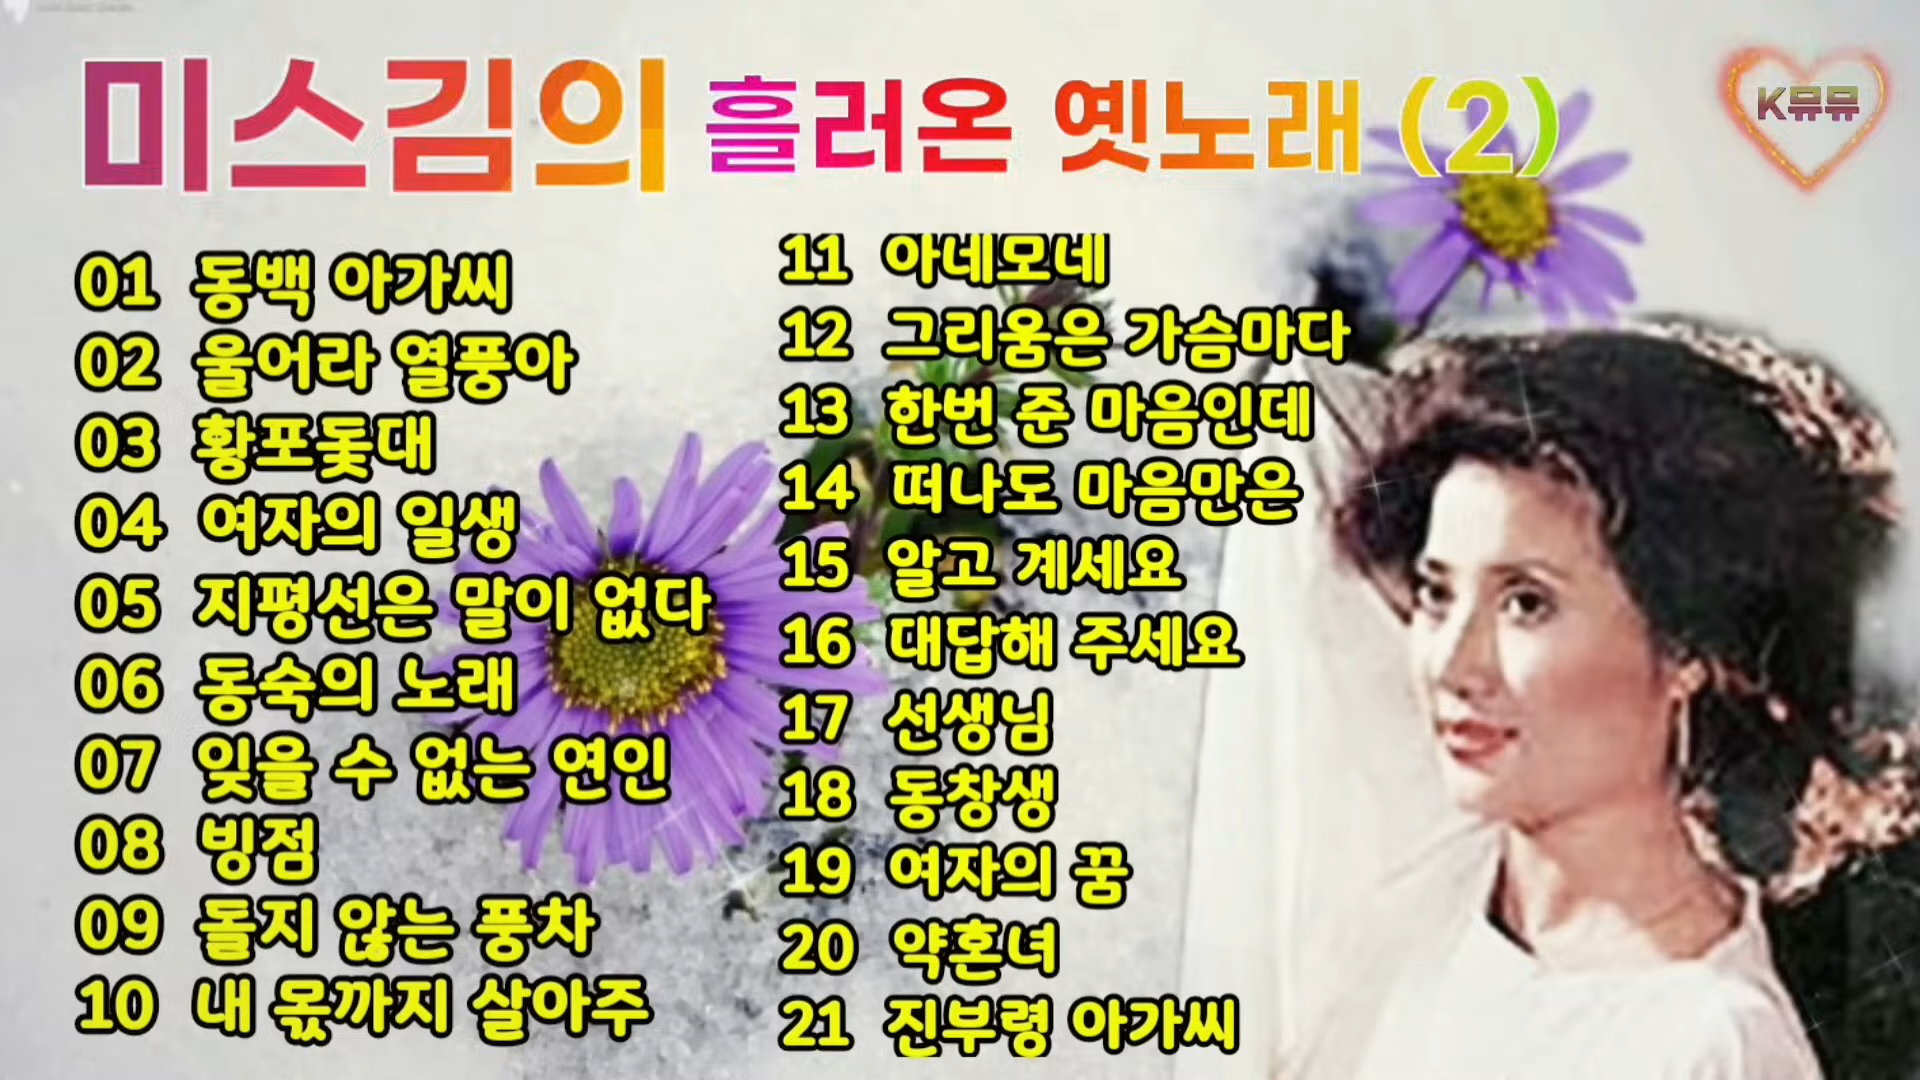 미스김의 흘러온 옛노래 (2)
K뮤뮤
01 동백 아가씨
02 울어라 열풍아
03 황포돛대
04 여자의 일생
05 지평선은 말이 없다
06 동숙의 노래
07 잊을 수 없는 연인
08 빙점
09 돌지 않는 풍차
10 내 몫까지 살아주
11 아네모네
12 그리움은 가슴마다
13 한번 준 마음인데
14 떠나도 마음만은
15 알고 계세요
16 대답해 주세요
17 선생님
18 동창생
19 여자의 꿈
20 약혼녀
21 진부령 아가씨